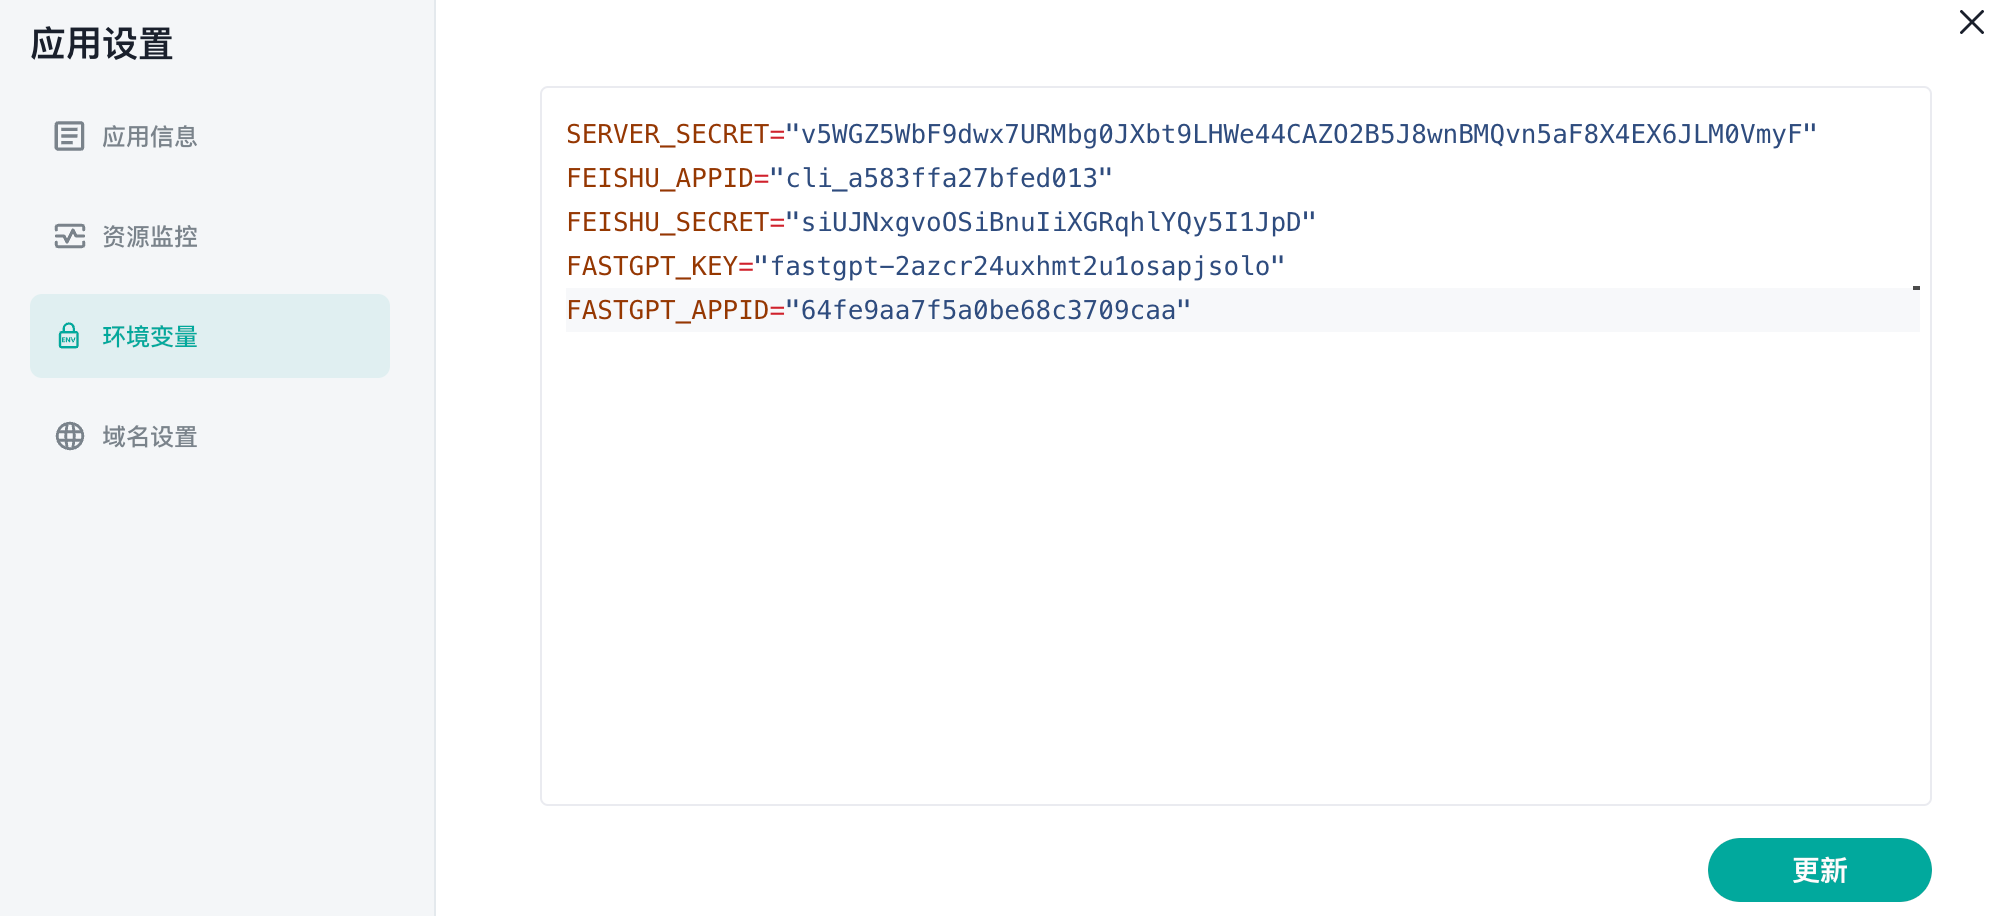 应用设置
应用信息
资源监控
ENV
环境变量
域名设置
SERVER_SECRET="v5WGZ5WbF9dwx7URMbg0JXbt9LHWe44CAZO2B5J8wnBMQvn5aF8X4EX6JLM0VmyF"
FEISHU_APPID="cli_a583ffa27bfed013"
FEISHU_SECRET="siUJNxgvoOSiBnuIiXGRqhlYQy5I1JpD"
FASTGPT_KEY="fastgpt-2azcr24uxhmt2u1osapjsolo"
FASTGPT_APPID="64fe9aa7f5a0be68c3709caa"
更新